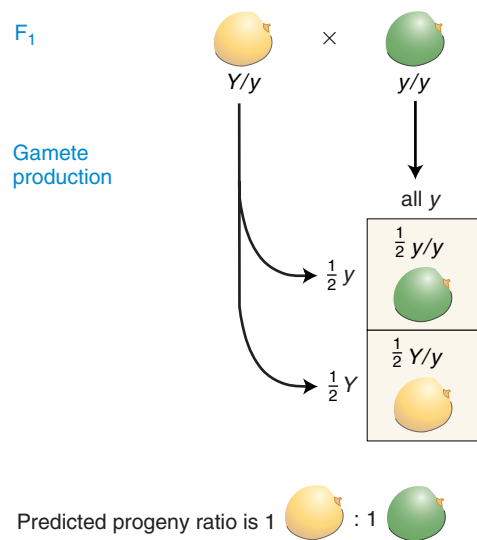 F1 ×
Y/y y/y
Gamete
production
all y
1/2 y/y
1/2 y
1/2 Y/y
1/2 Y
Predicted progeny ratio is 1 : 1